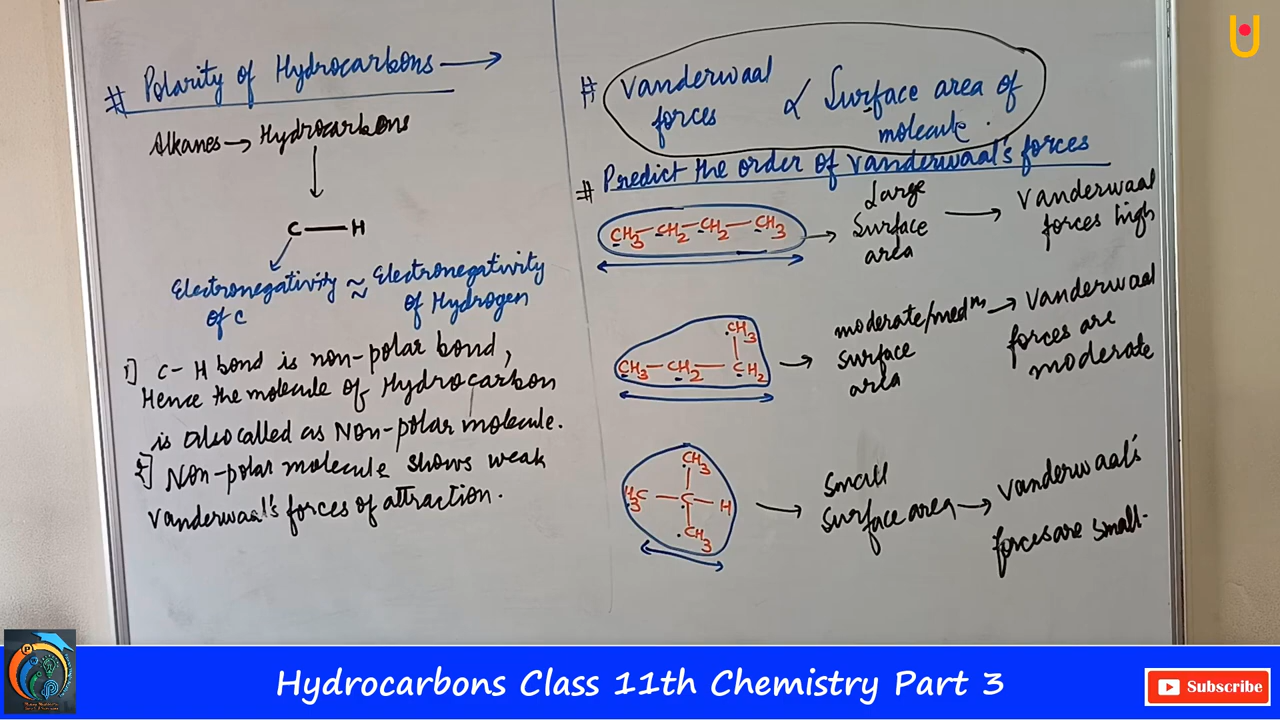 # Polarity of Hydrocarbons →
Alkanes → Hydrocarbons
C — H
Electronegativity ≈ Electronegativity
of C
of Hydrogen
1] C-H bond is non-polar bond,
Hence the molecule of Hydrocarbon
is also called as Non-polar molecule.
2] Non-polar molecule shows weak
Vanderwaal's forces of attraction.
# Vanderwaal ∝ Surface area of
forces
molecule.
# Predict the order of Vanderwaal's forces
CH3—CH2—CH2—CH3 →
Large
Surface
area
→ Vanderwaal
forces high
CH3
CH3—CH2—CH2 →
moderate/medm
surface
area
→ Vanderwaal
forces are
moderate
CH3
H3C—C—H
CH3
→ Small
surface area → Vanderwaal's
forces are small.
Hydrocarbons Class 11th Chemistry Part 3
Subscribe